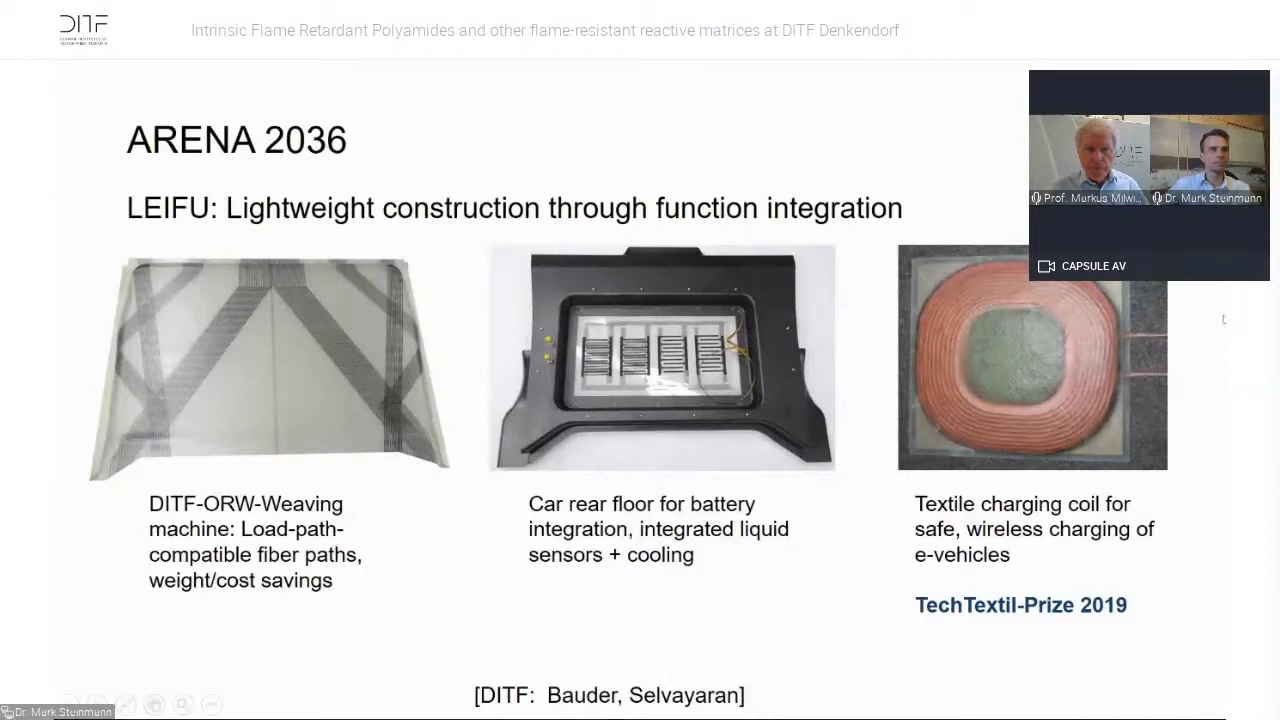 DITF
Intrinsic Flame Retardant Polyamides and other flame-resistant reactive matrices at DITF Denkendorf
ARENA 2036
LEIFU: Lightweight construction through function integration
Prof. Markus Milwi...
Dr. Mark Steinmann
CAPSULE AV
DITF-ORW-Weaving
machine: Load-path-
compatible fiber paths,
weight/cost savings
Car rear floor for battery
integration, integrated liquid
sensors + cooling
Textile charging coil for
safe, wireless charging of
e-vehicles
TechTextil-Prize 2019
[DITF: Bauder, Selvayaran]
Dr. Mark Steinmann